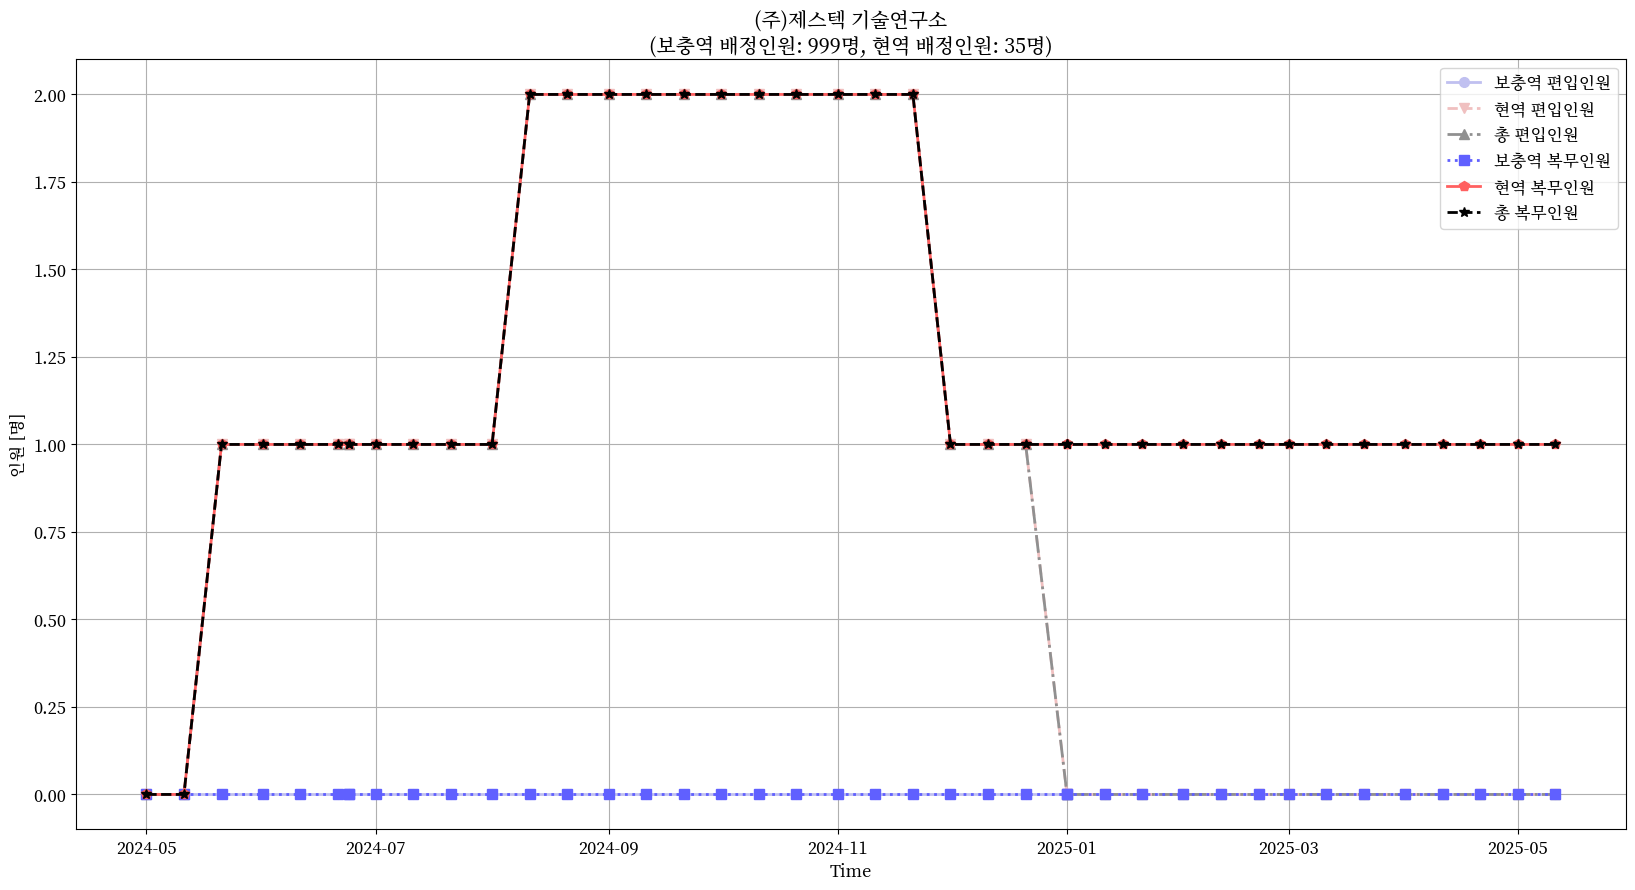 (주)제스텍 기술연구소
(보충역 배정인원: 999명, 현역 배정인원: 35명)
2.00
1.75
1.50
1.25
1.00
0.75
0.50
0.25
0.00
인원 [명]
보충역 편입인원
현역 편입인원
총 편입인원
보충역 복무인원
현역 복무인원
총 복무인원
2024-05 2024-07 2024-09 2024-11 2025-01 2025-03 2025-05
Time